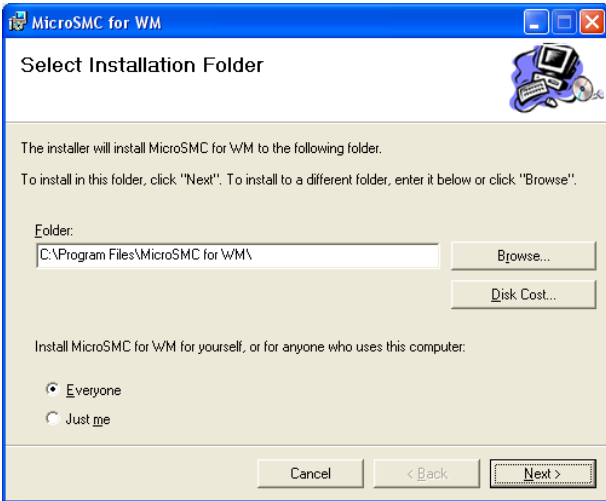 MicroSMC for WM
Select Installation Folder
The installer will install MicroSMC for WM to the following folder.
To install in this folder, click "Next". To install to a different folder, enter it below or click "Browse".
Folder:
C:\Program Files\MicroSMC for WM\
Browse...
Disk Cost...
Install MicroSMC for WM for yourself, or for anyone who uses this computer:
Everyone
Just me
Cancel < Back Next >